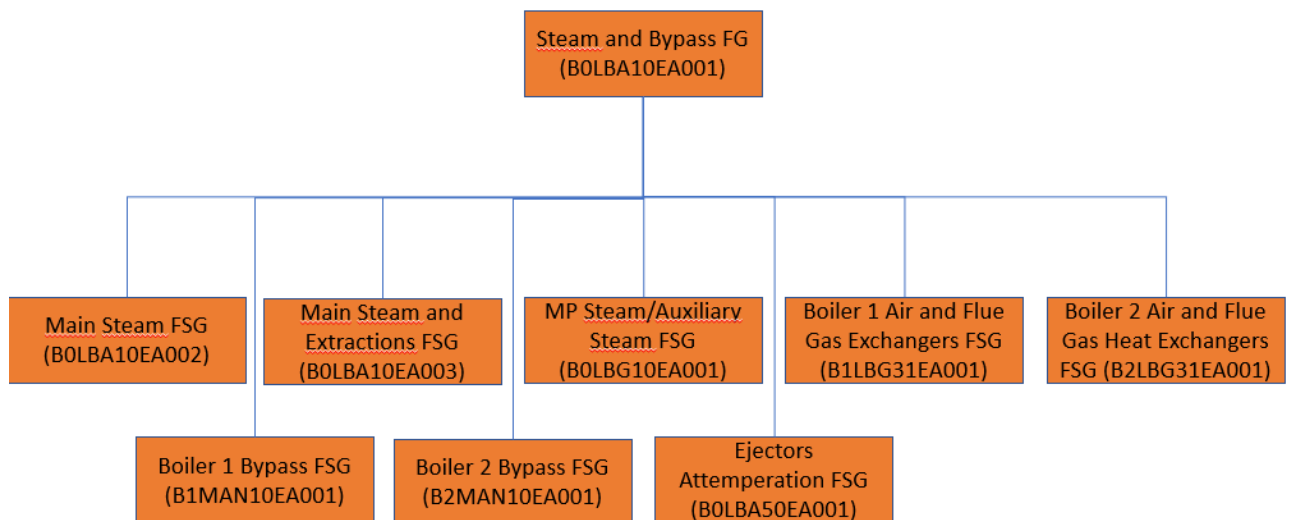 Steam and Bypass FG
(B0LBA10EA001)
Main Steam FSG
(B0LBA10EA002)
Main Steam and
Extractions FSG
(B0LBA10EA003)
MP Steam/Auxiliary
Steam FSG
(B0LBG10EA001)
Boiler 1 Air and Flue
Gas Exchangers FSG
(B1LBG31EA001)
Boiler 2 Air and Flue
Gas Heat Exchangers
FSG (B2LBG31EA001)
Boiler 1 Bypass FSG
(B1MAN10EA001)
Boiler 2 Bypass FSG
(B2MAN10EA001)
Ejectors
Attemperation FSG
(B0LBA50EA001)